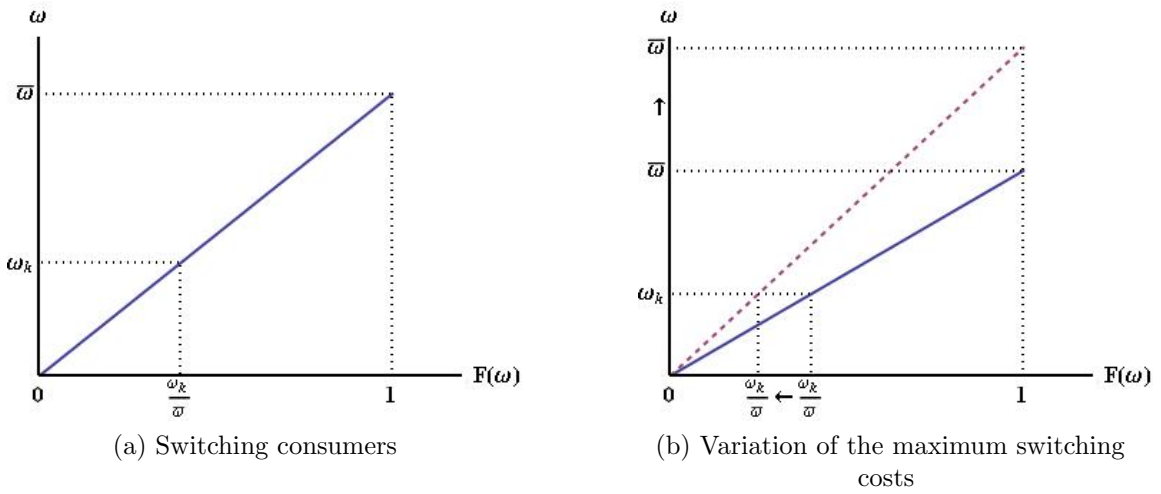 ω
ω̅
ω_k
0
ω_k/ϖ
1
F(ω)
(a) Switching consumers
ω
ω̅
↑
ω̅
ω_k
0
ω_k/ϖ ← ω_k/ϖ
1
F(ω)
(b) Variation of the maximum switching
costs